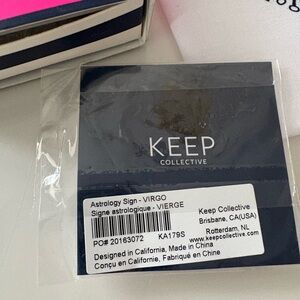 KEEP
COLLECTIVE
Astrology Sign - VIRGO
Signe astrologique - VIERGE
Keep Collective
Brisbane, CA(USA)
PO# 20163072
KA179S
Rotterdam, NL
www.keepcollective.com
Designed in California, Made in China
Conçu en Californie, Fabriqué en Chine